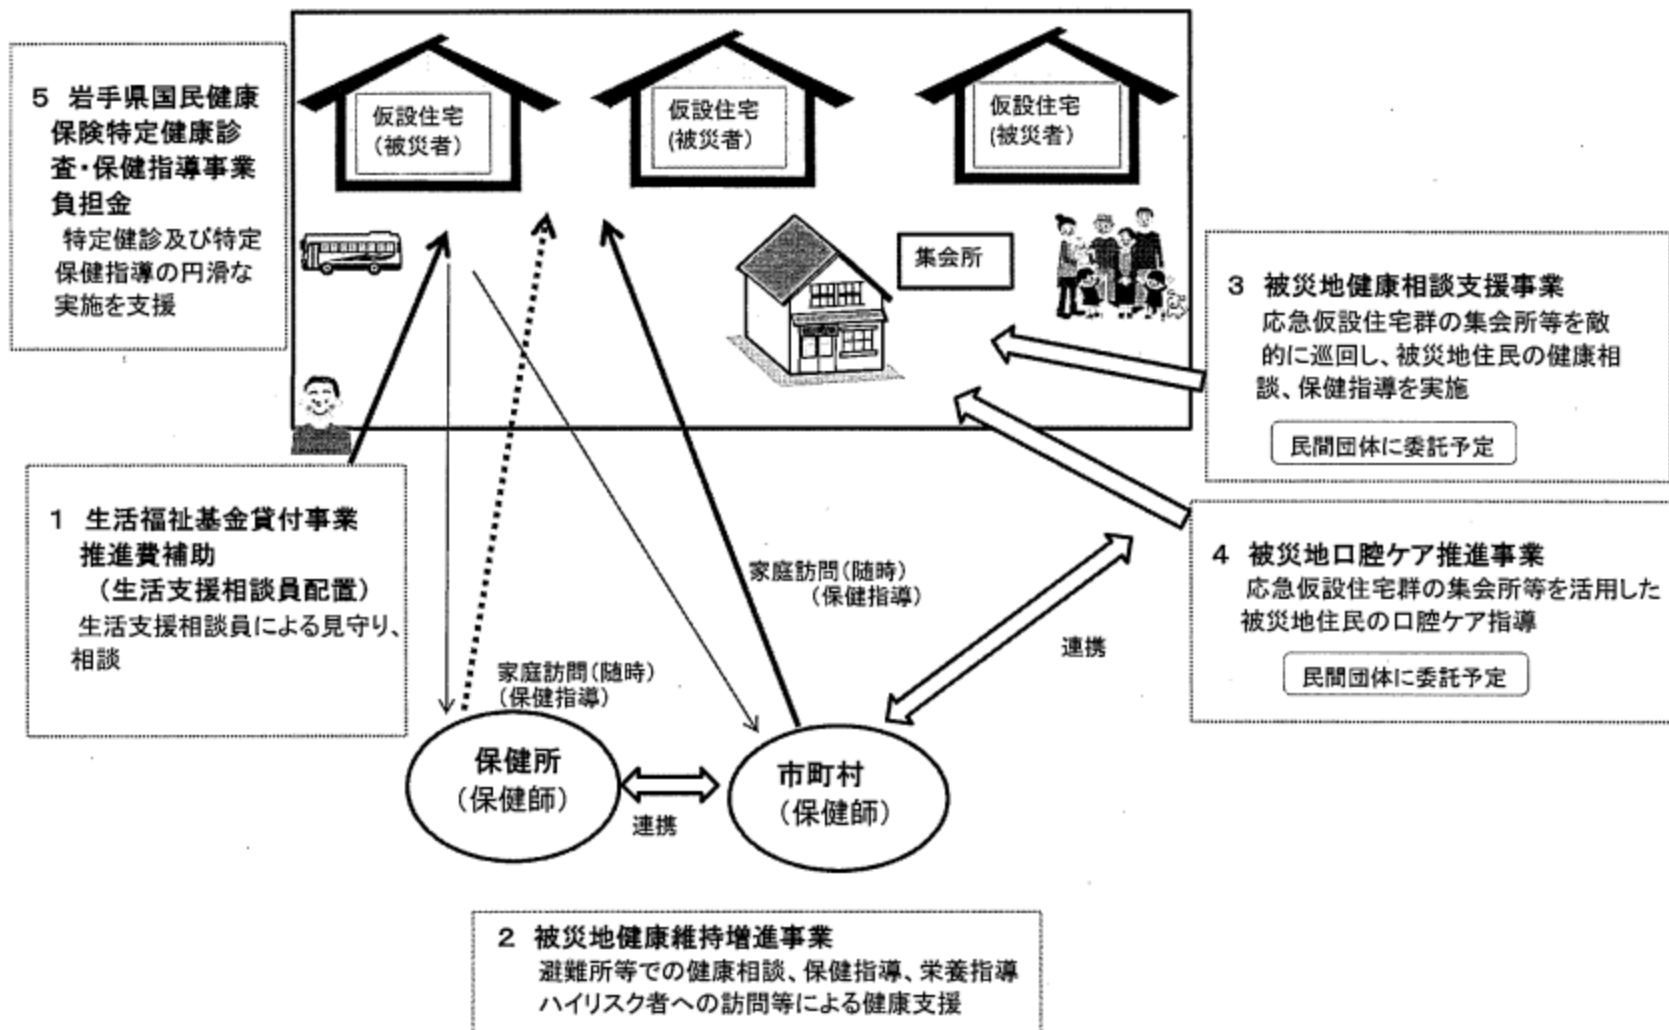 5 岩手県国民健康
保険特定健康診
査・保健指導事業
負担金
特定健診及び特定
保健指導の円滑な
実施を支援
仮設住宅
（被災者）
仮設住宅
(被災者)
仮設住宅
(被災者)
集会所
3 被災地健康相談支援事業
応急仮設住宅群の集会所等を敵
的に巡回し、被災地住民の健康相
談、保健指導を実施
民間団体に委託予定
1 生活福祉基金貸付事業
推進費補助
（生活支援相談員配置）
生活支援相談員による見守り、
相談
4 被災地口腔ケア推進事業
応急仮設住宅群の集会所等を活用した
被災地住民の口腔ケア指導
民間団体に委託予定
家庭訪問（随時）
（保健指導）
連携
家庭訪問（随時）
（保健指導）
保健所
（保健師）
連携
市町村
（保健師）
2 被災地健康維持増進事業
避難所等での健康相談、保健指導、栄養指導
ハイリスク者への訪問等による健康支援